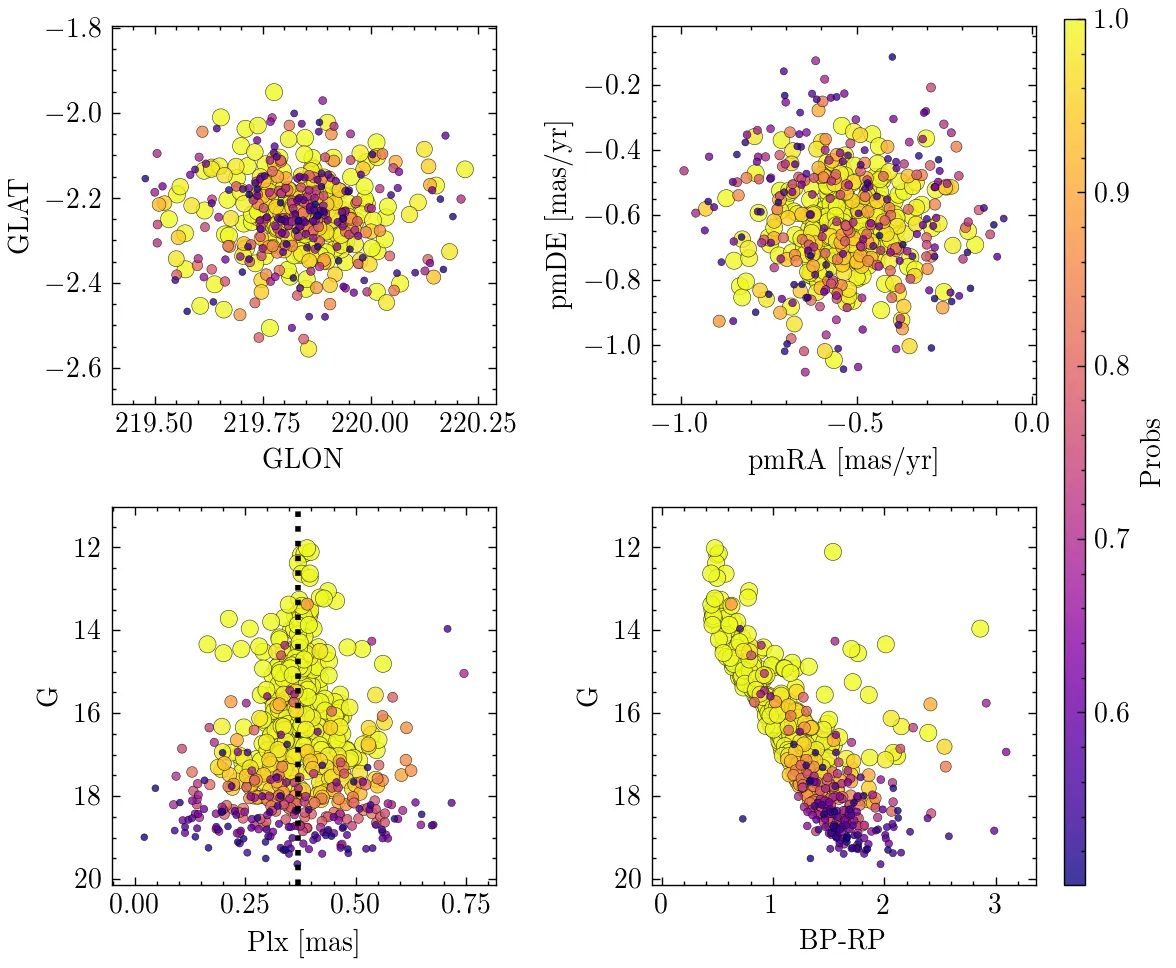 −1.8
−2.0
−2.2
−2.4
−2.6
GLAT
219.50 219.75 220.00 220.25
GLON
−0.2
−0.4
−0.6
−0.8
−1.0
pmDE [mas/yr]
−1.0 −0.5 0.0
pmRA [mas/yr]
12
14
16
18
20
G
0.00 0.25 0.50 0.75
Plx [mas]
12
14
16
18
20
G
0 1 2 3
BP-RP
1.0
0.9
0.8
0.7
0.6
Probs